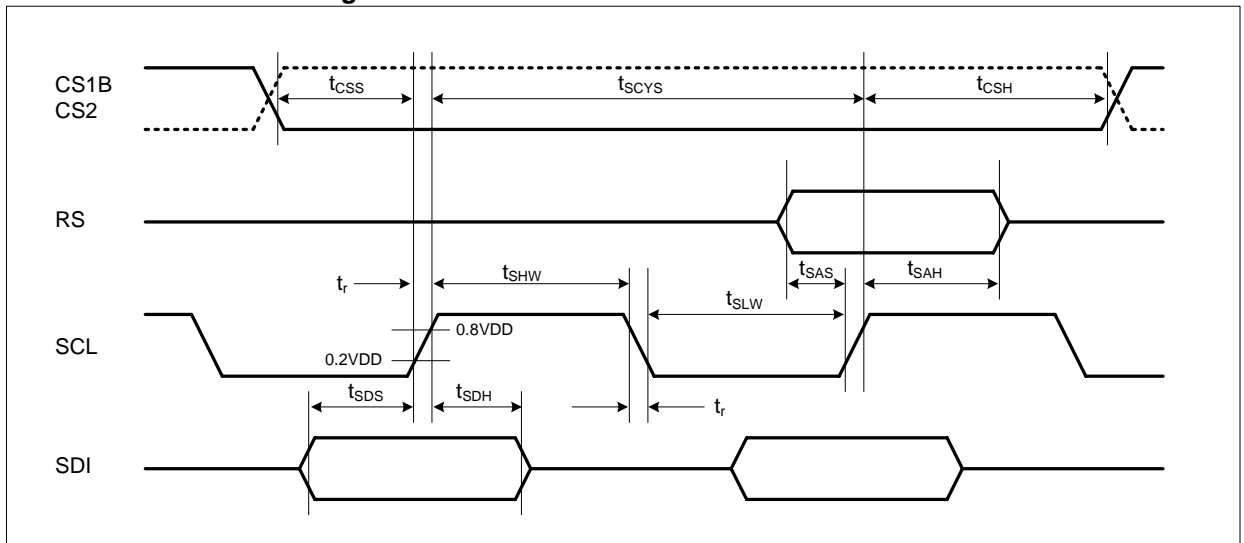 g
CS1B
CS2
tCSS
tSCYS
tCSH
RS
tr
tSHW
tSAS
tSAH
tSLW
SCL
0.8VDD
0.2VDD
tSDS
tSDH
tr
SDI